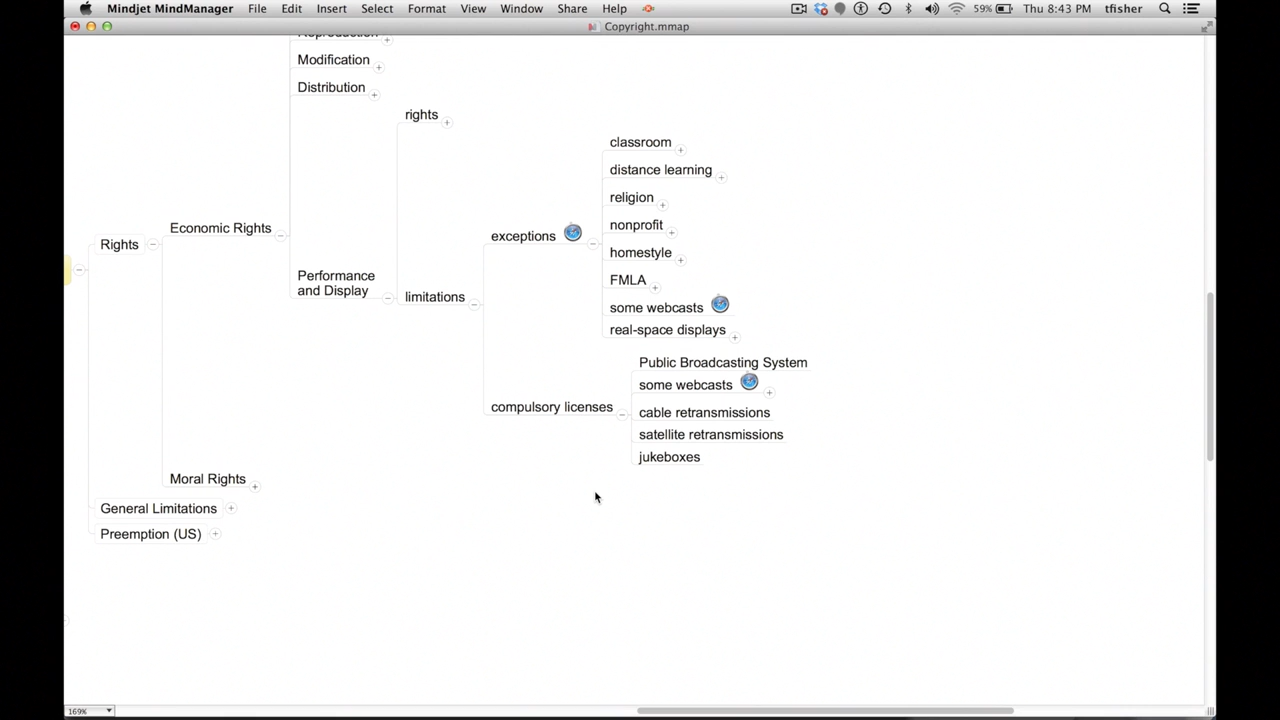 Mindjet MindManager File Edit Insert Select Format View Window Share Help 59% Thu 8:43 PM tfisher
Copyright.mmap
Reproduction
Modification
Distribution
rights
classroom
distance learning
religion
nonprofit
Economic Rights
exceptions
Rights
homestyle
Performance
and Display
FMLA
limitations
some webcasts
real-space displays
Public Broadcasting System
some webcasts
compulsory licenses
cable retransmissions
satellite retransmissions
jukeboxes
Moral Rights
General Limitations
Preemption (US)
169%